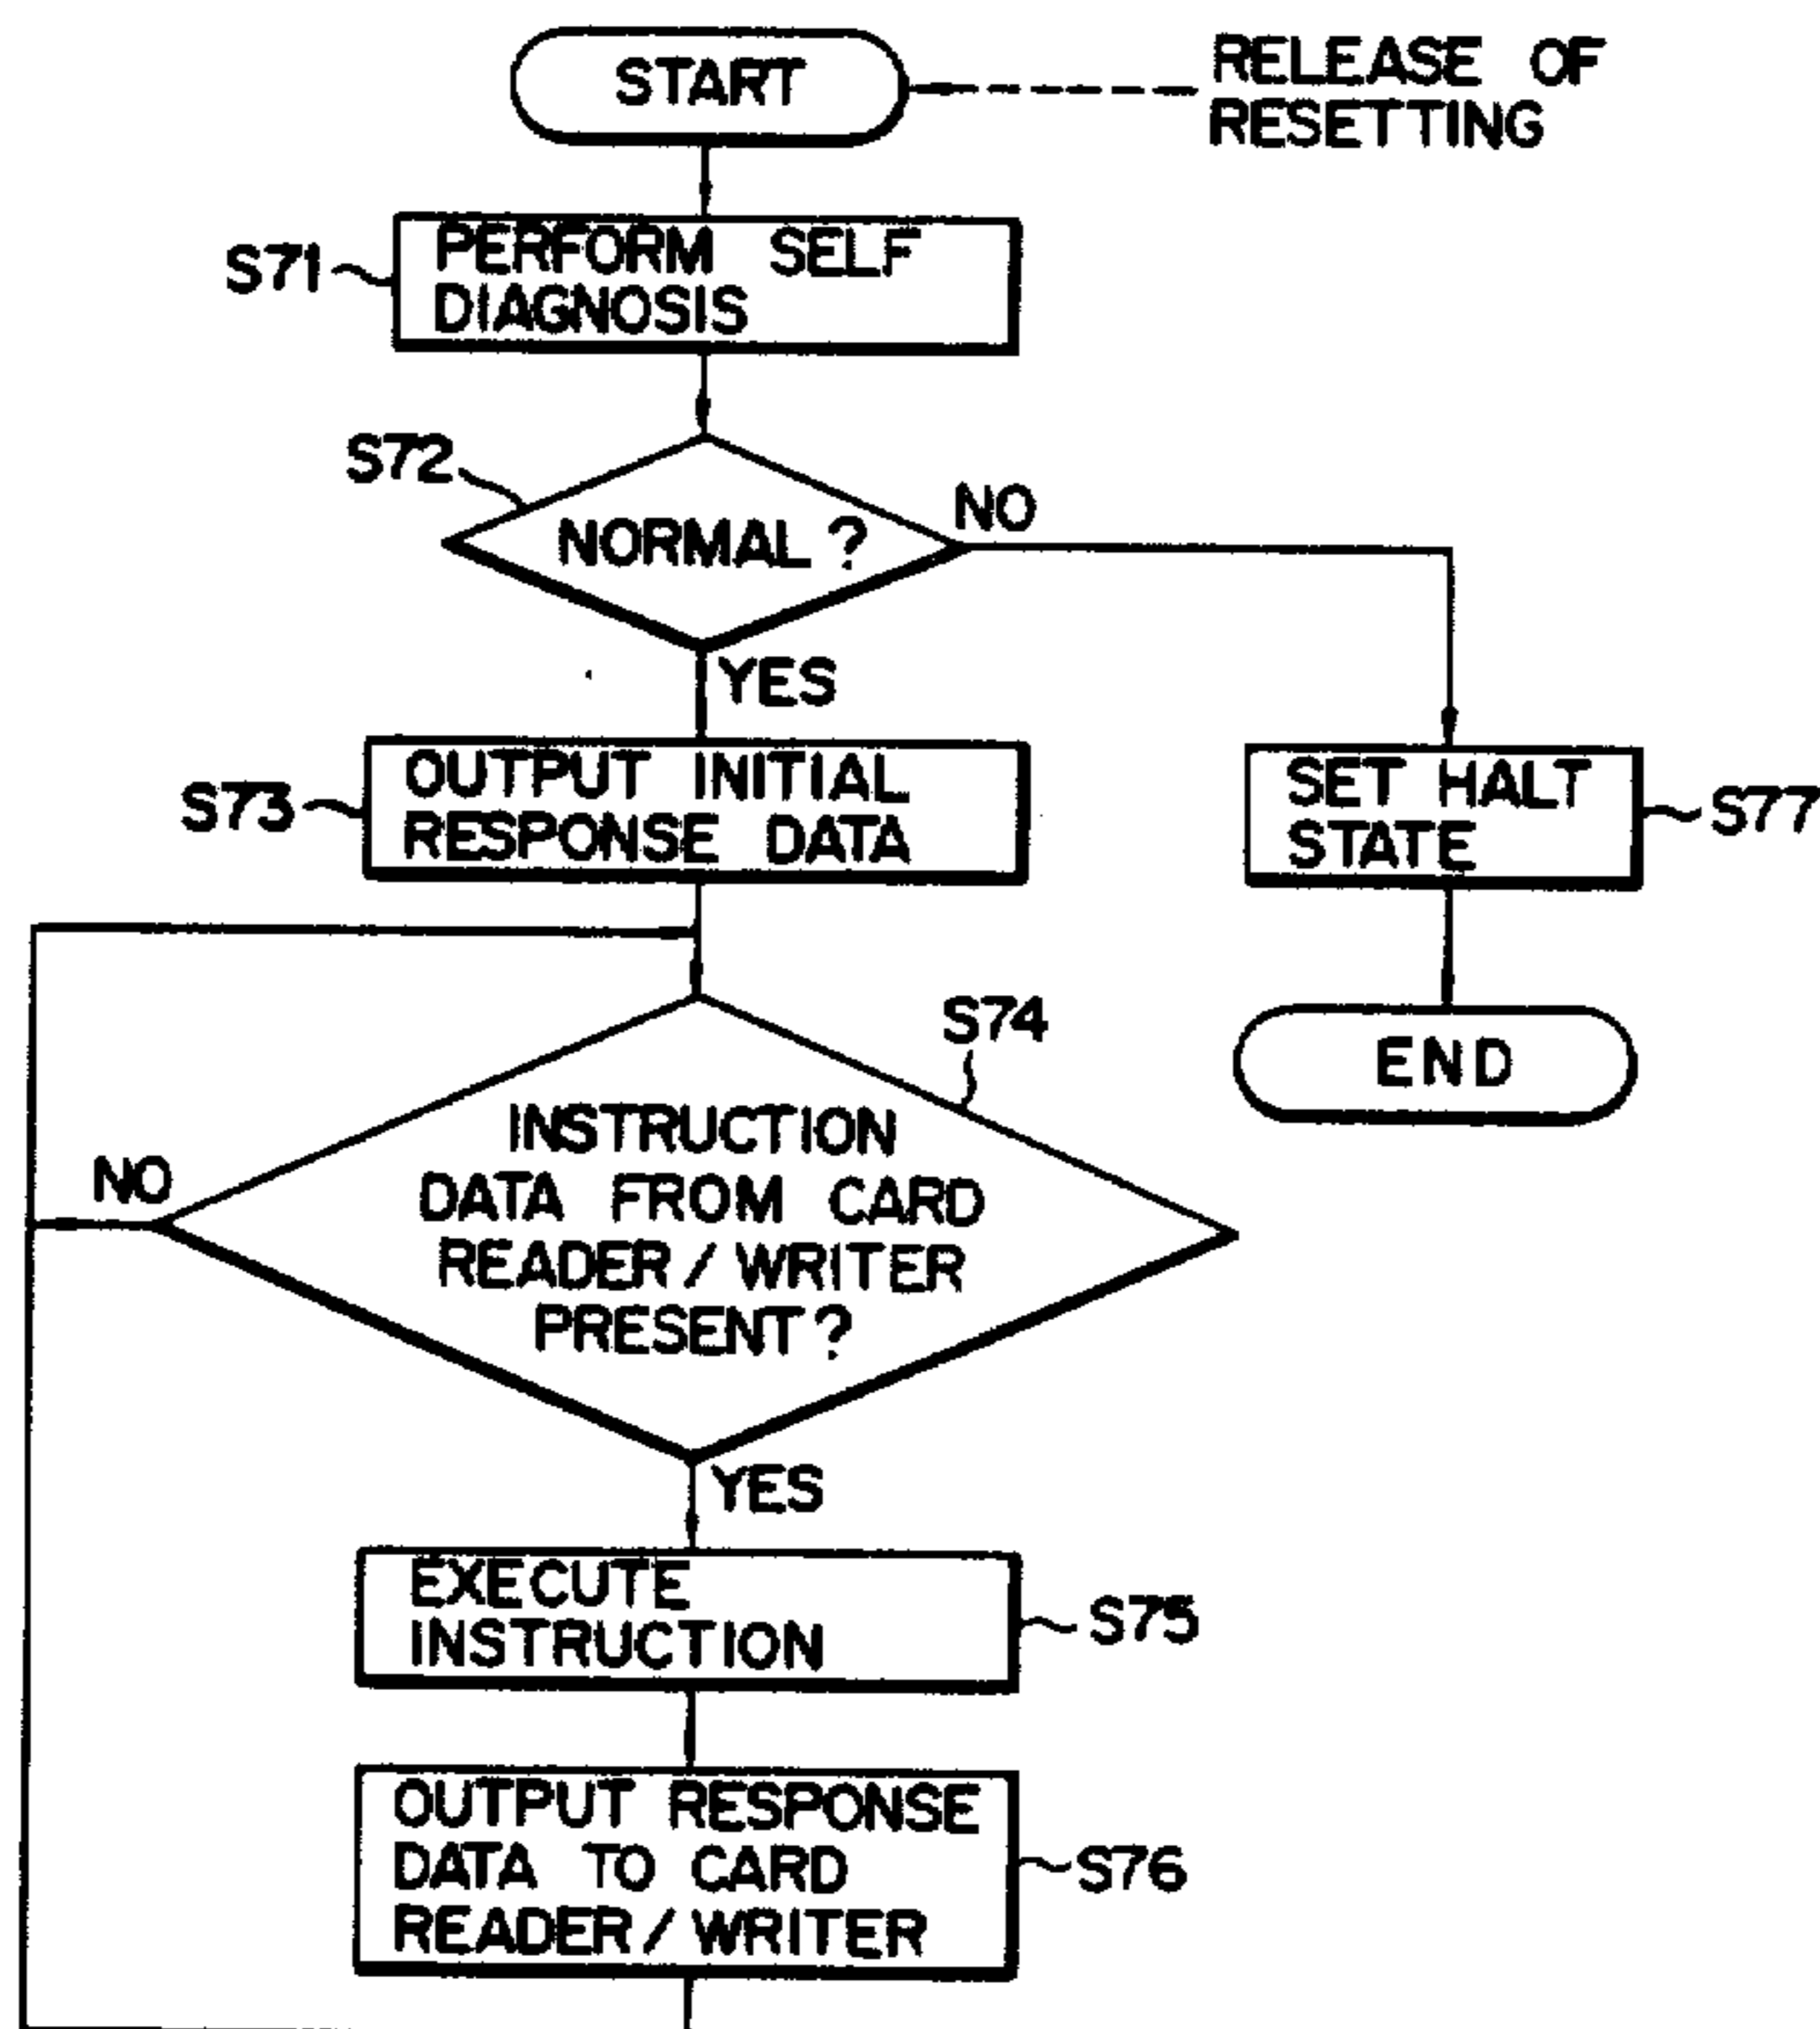 START
RELEASE OF
RESETTING
S71
PERFORM SELF
DIAGNOSIS
S72
NORMAL?
NO
YES
S73
OUTPUT INITIAL
RESPONSE DATA
SET HALT
STATE
S77
END
S74
INSTRUCTION
DATA FROM CARD
READER/WRITER
PRESENT?
NO
YES
EXECUTE
INSTRUCTION
S75
OUTPUT RESPONSE
DATA TO CARD
READER/WRITER
S76